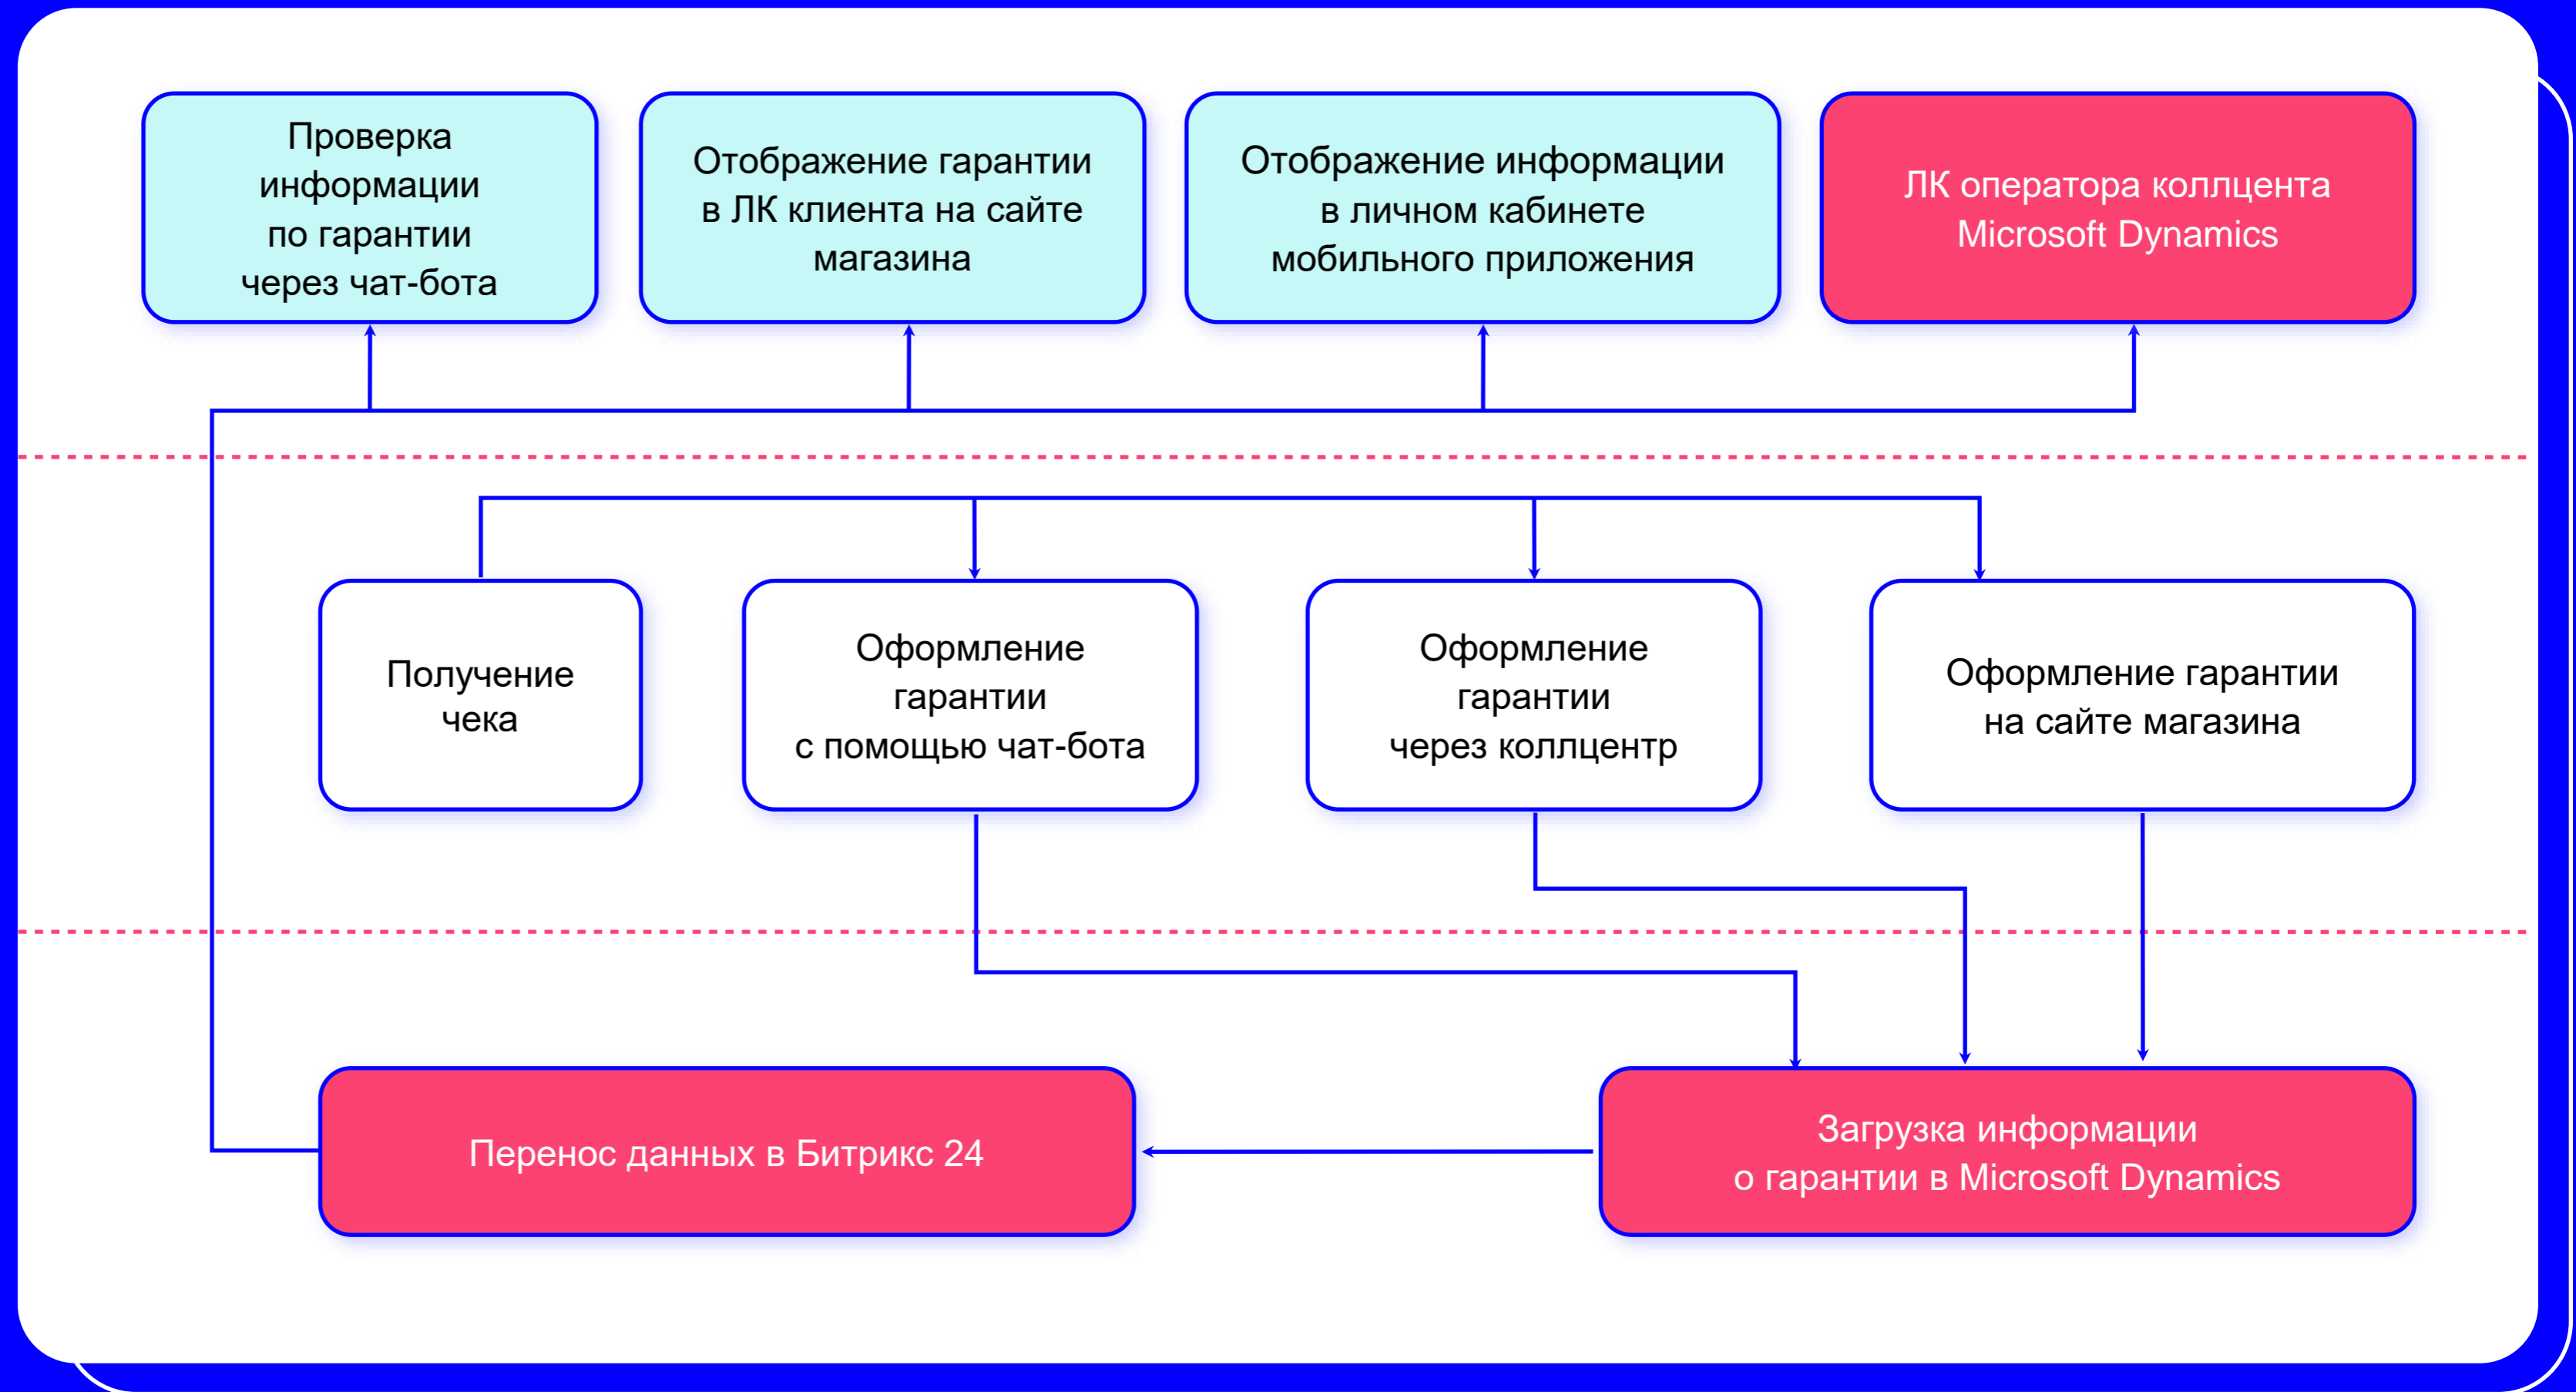 Проверка
информации
по гарантии
через чат-бота
Отображение гарантии
в ЛК клиента на сайте
магазина
Отображение информации
в личном кабинете
мобильного приложения
ЛК оператора коллцента
Microsoft Dynamics
Получение
чека
Оформление
гарантии
с помощью чат-бота
Оформление
гарантии
через коллцентр
Оформление гарантии
на сайте магазина
Перенос данных в Битрикс 24
Загрузка информации
о гарантии в Microsoft Dynamics